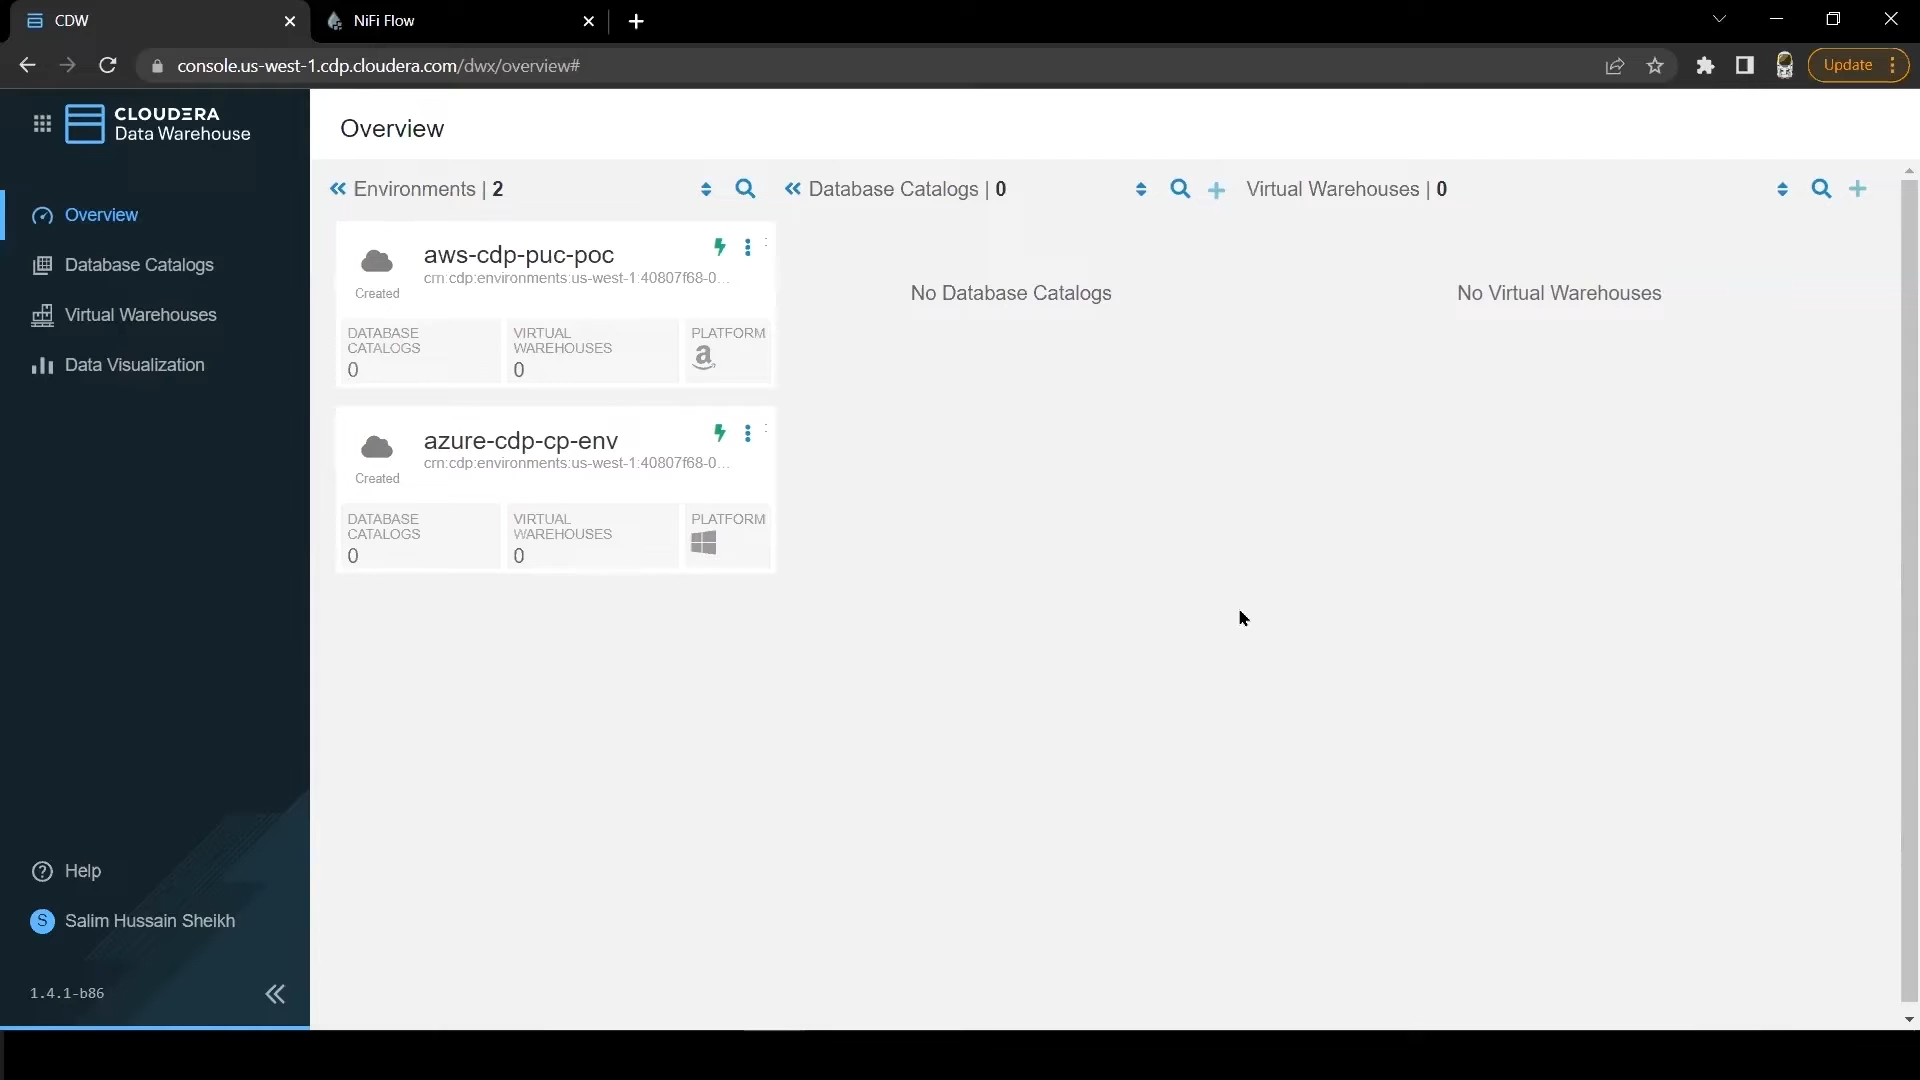 CDW
NiFi Flow
console.us-west-1.cdp.cloudera.com/dwx/overview#
Update
CLOUDERA
Data Warehouse
Overview
Database Catalogs
Virtual Warehouses
Data Visualization
Help
S Salim Hussain Sheikh
1.4.1-b86
Overview
Environments | 2
Database Catalogs | 0
Virtual Warehouses | 0
aws-cdp-puc-poc
crn:cdp:environments:us-west-1:40807f68-0...
Created
DATABASE
CATALOGS
0
VIRTUAL
WAREHOUSES
0
PLATFORM
azure-cdp-cp-env
crn:cdp:environments:us-west-1:40807f68-0...
Created
DATABASE
CATALOGS
0
VIRTUAL
WAREHOUSES
0
PLATFORM
No Database Catalogs
No Virtual Warehouses